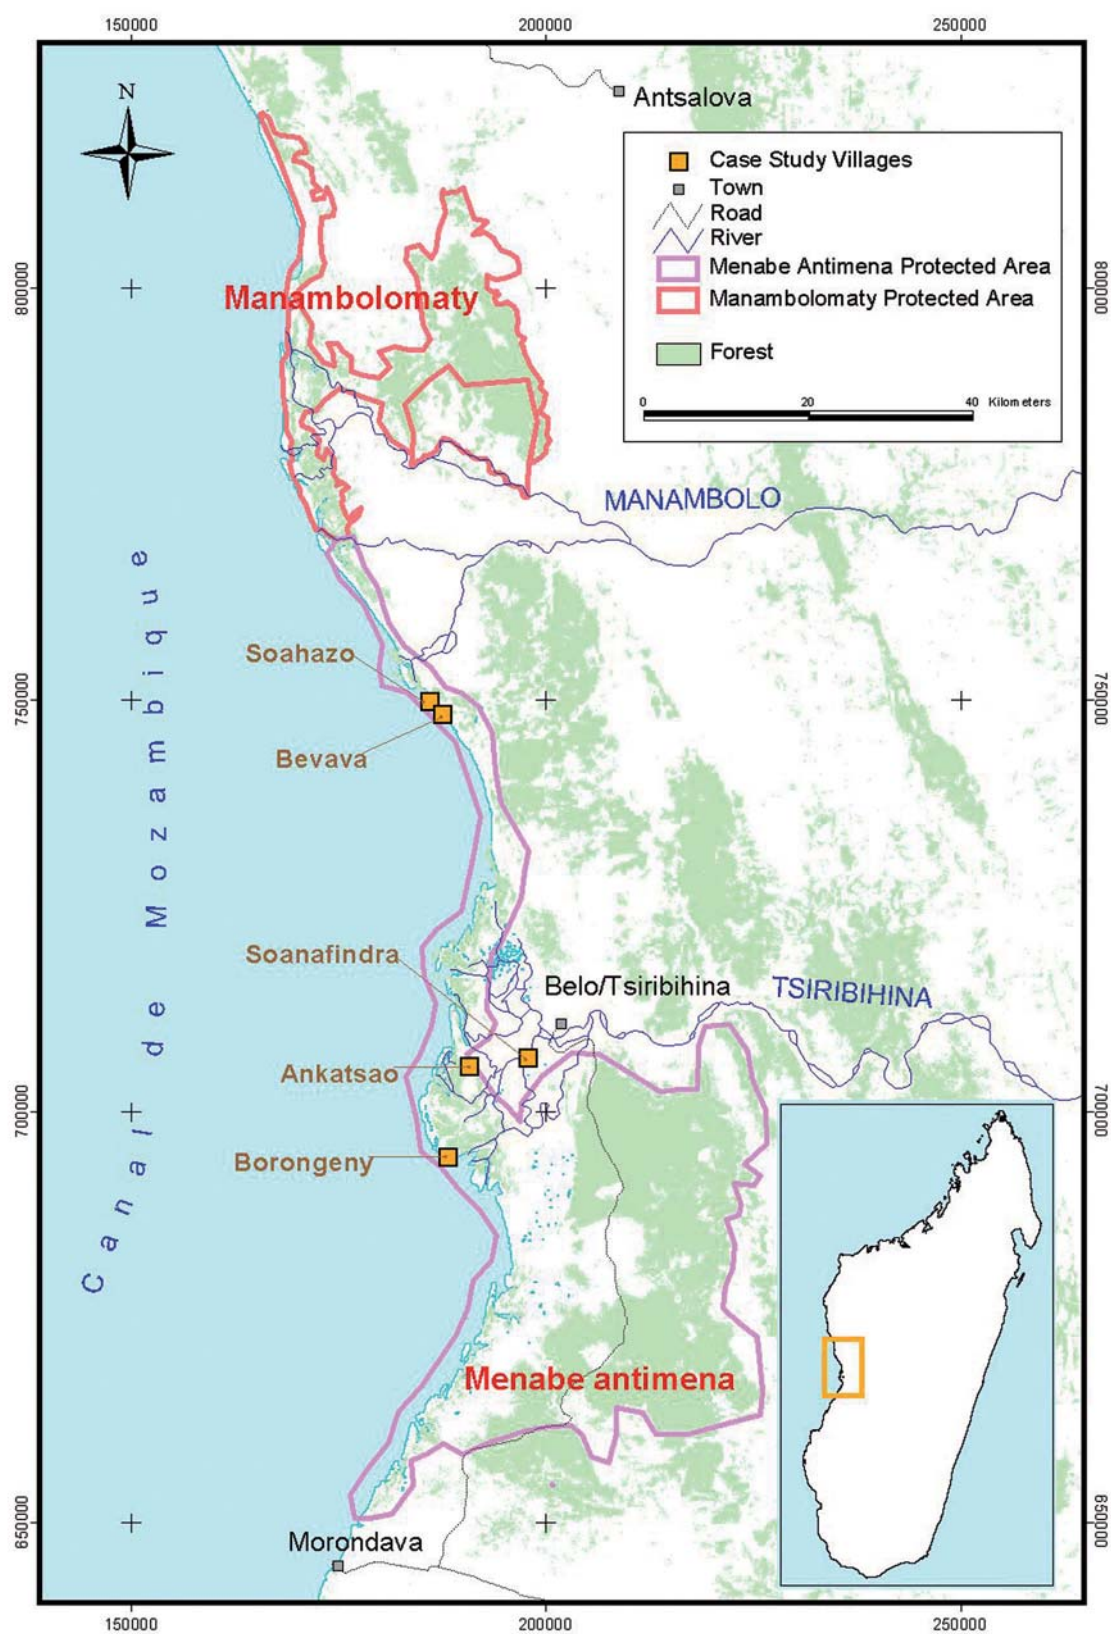 150000
200000
250000
N
Antsalova
Case Study Villages
Town
Road
River
Menabe Antimena Protected Area
Manambolomaty Protected Area
Forest
0
20
40
Kilometers
800000
800000
Manambolomaty
MANAMBOLO
Canal de Mozambique
Soahazo
750000
750000
Bevava
Soanafindra
Belo/Tsiribihina
TSIRIBIHINA
Ankatsao
700000
700000
Borongeny
Menabe antimena
650000
650000
Morondava
150000
200000
250000